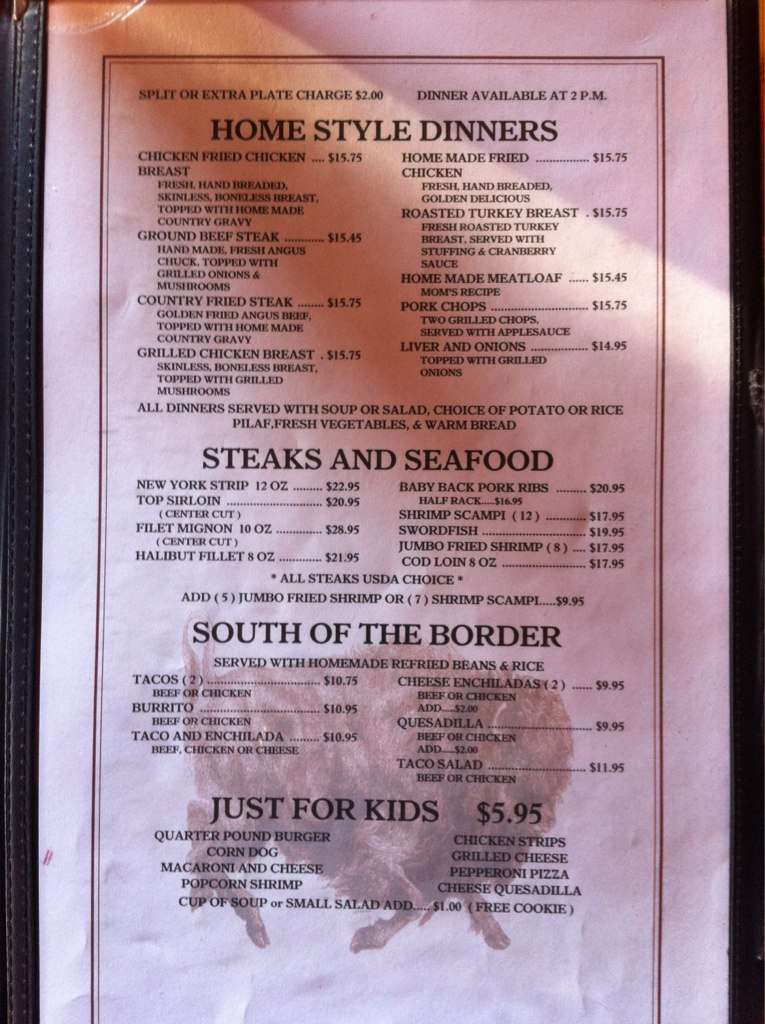 SPLIT OR EXTRA PLATE CHARGE $2.00 DINNER AVAILABLE AT 2 P.M.
HOME STYLE DINNERS
CHICKEN FRIED CHICKEN .... $15.75
BREAST
FRESH, HAND BREADED,
SKINLESS, BONELESS BREAST,
TOPPED WITH HOME MADE
COUNTRY GRAVY
GROUND BEEF STEAK ............ $15.45
HAND MADE, FRESH ANGUS
CHUCK, TOPPED WITH
GRILLED ONIONS &
MUSHROOMS
COUNTRY FRIED STEAK ........ $15.75
GOLDEN FRIED ANGUS BEEF,
TOPPED WITH HOME MADE
COUNTRY GRAVY
GRILLED CHICKEN BREAST . $15.75
SKINLESS, BONELESS BREAST,
TOPPED WITH GRILLED
MUSHROOMS
HOME MADE FRIED ................ $15.75
CHICKEN
FRESH, HAND BREADED,
GOLDEN DELICIOUS
ROASTED TURKEY BREAST . $15.75
FRESH ROASTED TURKEY
BREAST, SERVED WITH
STUFFING & CRANBERRY
SAUCE
HOME MADE MEATLOAF ...... $15.45
MOM'S RECIPE
PORK CHOPS ............................. $15.75
TWO GRILLED CHOPS,
SERVED WITH APPLESAUCE
LIVER AND ONIONS ................. $14.95
TOPPED WITH GRILLED
ONIONS
ALL DINNERS SERVED WITH SOUP OR SALAD, CHOICE OF POTATO OR RICE
PILAF,FRESH VEGETABLES, & WARM BREAD
STEAKS AND SEAFOOD
NEW YORK STRIP 12 OZ ......... $22.95
TOP SIRLOIN ............................. $20.95
( CENTER CUT )
FILET MIGNON 10 OZ ............. $28.95
( CENTER CUT )
HALIBUT FILLET 8 OZ ............. $21.95
BABY BACK PORK RIBS ......... $20.95
HALF RACK.....$16.95
SHRIMP SCAMPI ( 12 ) ............ $17.95
SWORDFISH ............................... $19.95
JUMBO FRIED SHRIMP ( 8 ) .... $17.95
COD LOIN 8 OZ ......................... $17.95
* ALL STEAKS USDA CHOICE *
ADD ( 5 ) JUMBO FRIED SHRIMP OR ( 7 ) SHRIMP SCAMPI.....$9.95
SOUTH OF THE BORDER
SERVED WITH HOMEMADE REFRIED BEANS & RICE
TACOS ( 2 ) .................................. $10.75
BEEF OR CHICKEN
BURRITO .................................... $10.95
BEEF OR CHICKEN
TACO AND ENCHILADA ......... $10.95
BEEF, CHICKEN OR CHEESE
CHEESE ENCHILADAS ( 2 ) ...... $9.95
BEEF OR CHICKEN
ADD.....$2.00
QUESADILLA ............................... $9.95
BEEF OR CHICKEN
ADD.....$2.00
TACO SALAD .............................. $11.95
BEEF OR CHICKEN
JUST FOR KIDS $5.95
QUARTER POUND BURGER
CORN DOG
MACARONI AND CHEESE
POPCORN SHRIMP
CHICKEN STRIPS
GRILLED CHEESE
PEPPERONI PIZZA
CHEESE QUESADILLA
CUP OF SOUP or SMALL SALAD ADD..... $1.00 ( FREE COOKIE )